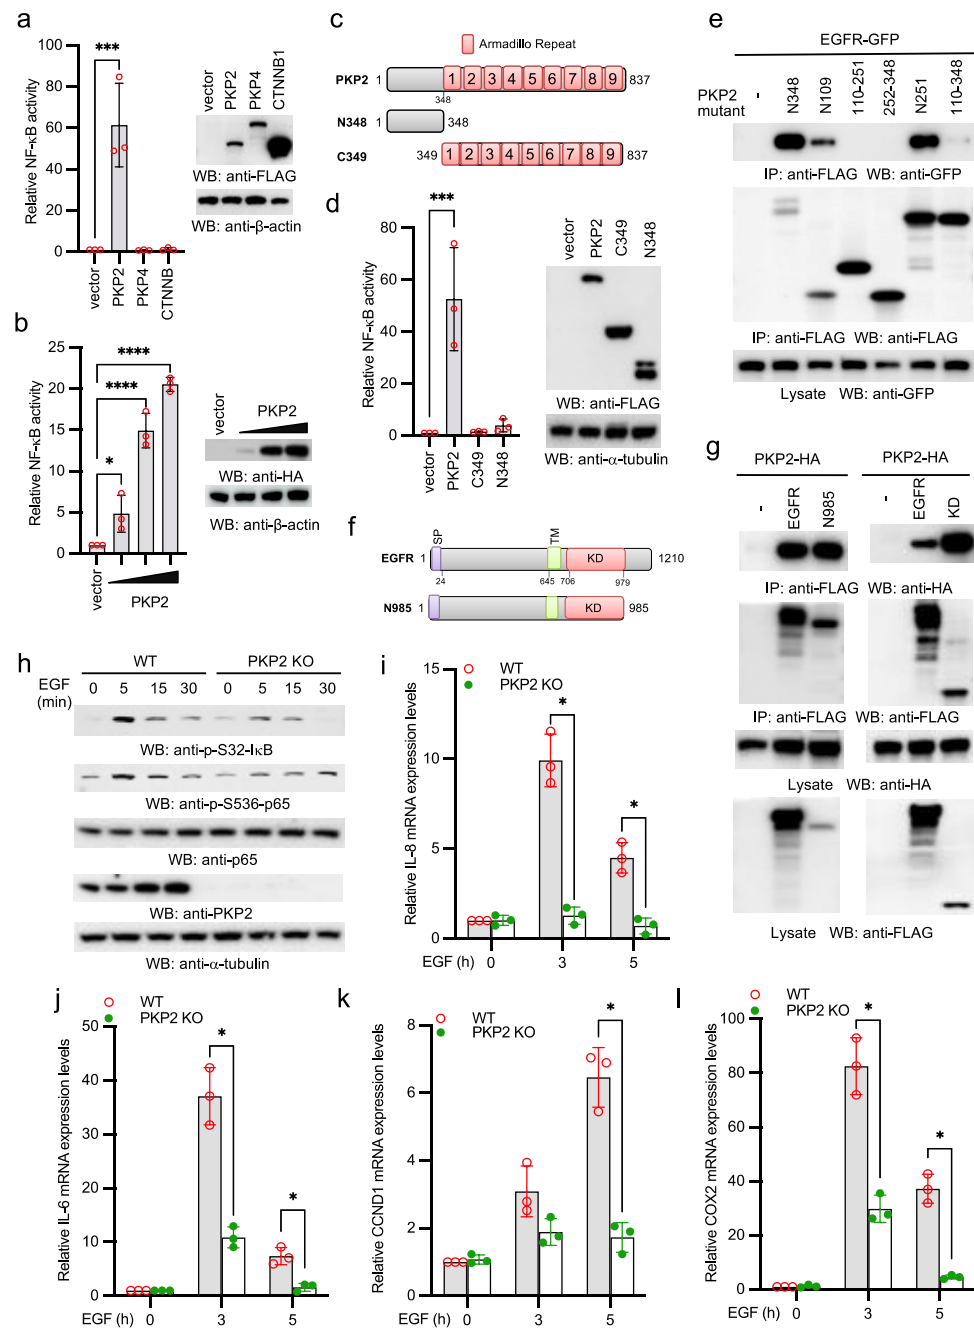 a
Relative NF-κB activity
100
80
60
40
20
0
***
vector
PKP2
PKP4
CTNNB
vector
PKP2
PKP4
CTNNB1
WB: anti-FLAG
WB: anti-β-actin
b
Relative NF-κB activity
25
20
15
10
5
0
****
****
*
vector
PKP2
vector
PKP2
WB: anti-HA
WB: anti-β-actin
c
Armadillo Repeat
PKP2 1 1 2 3 4 5 6 7 8 9 837
348
N348 1 348
C349 349 1 2 3 4 5 6 7 8 9 837
d
Relative NF-κB activity
80
60
40
20
0
***
vector
PKP2
C349
N348
vector
PKP2
C349
N348
WB: anti-FLAG
WB: anti-α-tubulin
e
EGFR-GFP
PKP2 mutant
-
N348
N109
110-251
252-348
N251
110-348
IP: anti-FLAG WB: anti-GFP
IP: anti-FLAG WB: anti-FLAG
Lysate WB: anti-GFP
f
SP
TM
EGFR 1 KD 1210
24 645 706 979
N985 1 KD 985
g
PKP2-HA PKP2-HA
-
EGFR
N985
-
EGFR
KD
IP: anti-FLAG WB: anti-HA
IP: anti-FLAG WB: anti-FLAG
Lysate WB: anti-HA
Lysate WB: anti-FLAG
h
WT PKP2 KO
EGF 0 5 15 30 0 5 15 30
(min)
WB: anti-p-S32-IκB
WB: anti-p-S536-p65
WB: anti-p65
WB: anti-PKP2
WB: anti-α-tubulin
i
WT
PKP2 KO
Relative IL-8 mRNA expression levels
15
10
5
0
*
*
EGF (h) 0 3 5
j
WT
PKP2 KO
Relative IL-6 mRNA expression levels
50
40
30
20
10
0
*
*
EGF (h) 0 3 5
k
WT
PKP2 KO
Relative CCND1 mRNA expression levels
8
6
4
2
0
*
EGF (h) 0 3 5
l
WT
PKP2 KO
Relative COX2 mRNA expression levels
100
80
60
40
20
0
*
*
EGF (h) 0 3 5